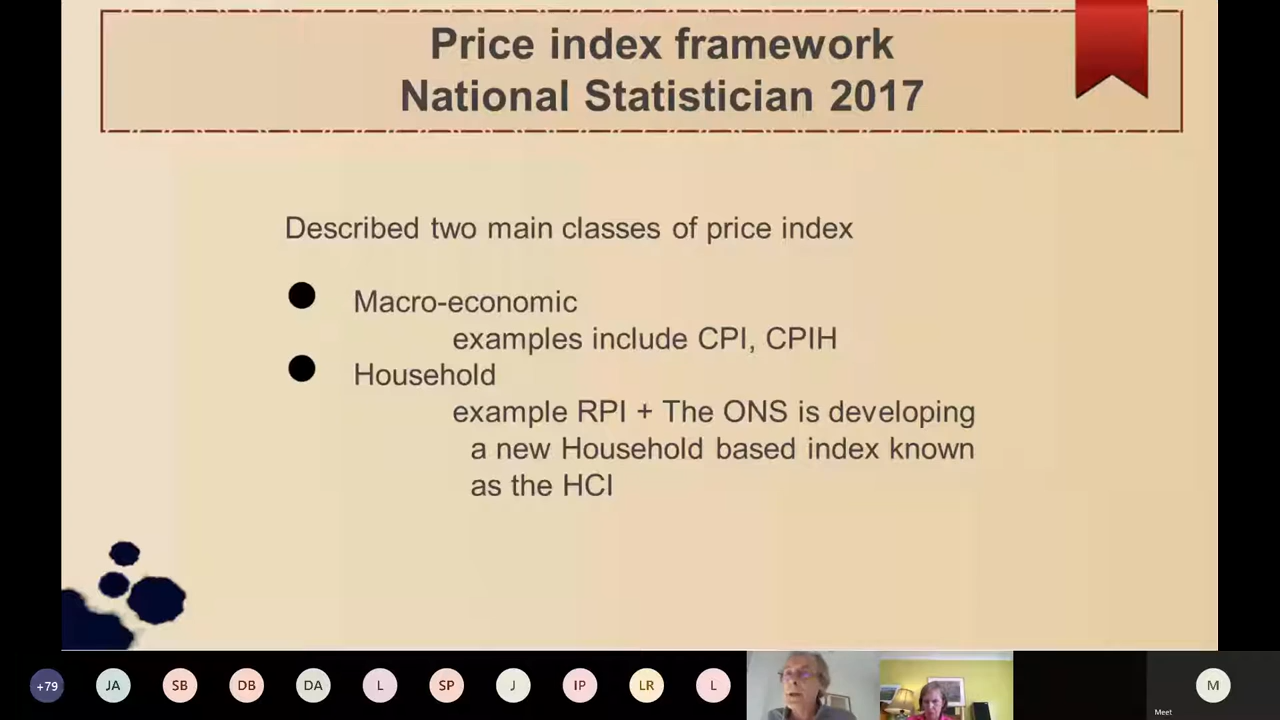 Price index framework
National Statistician 2017
Described two main classes of price index
Macro-economic
examples include CPI, CPIH
Household
example RPI + The ONS is developing
a new Household based index known
as the HCI
+79
JA
SB
DB
DA
L
SP
J
IP
LR
L
M
Meet